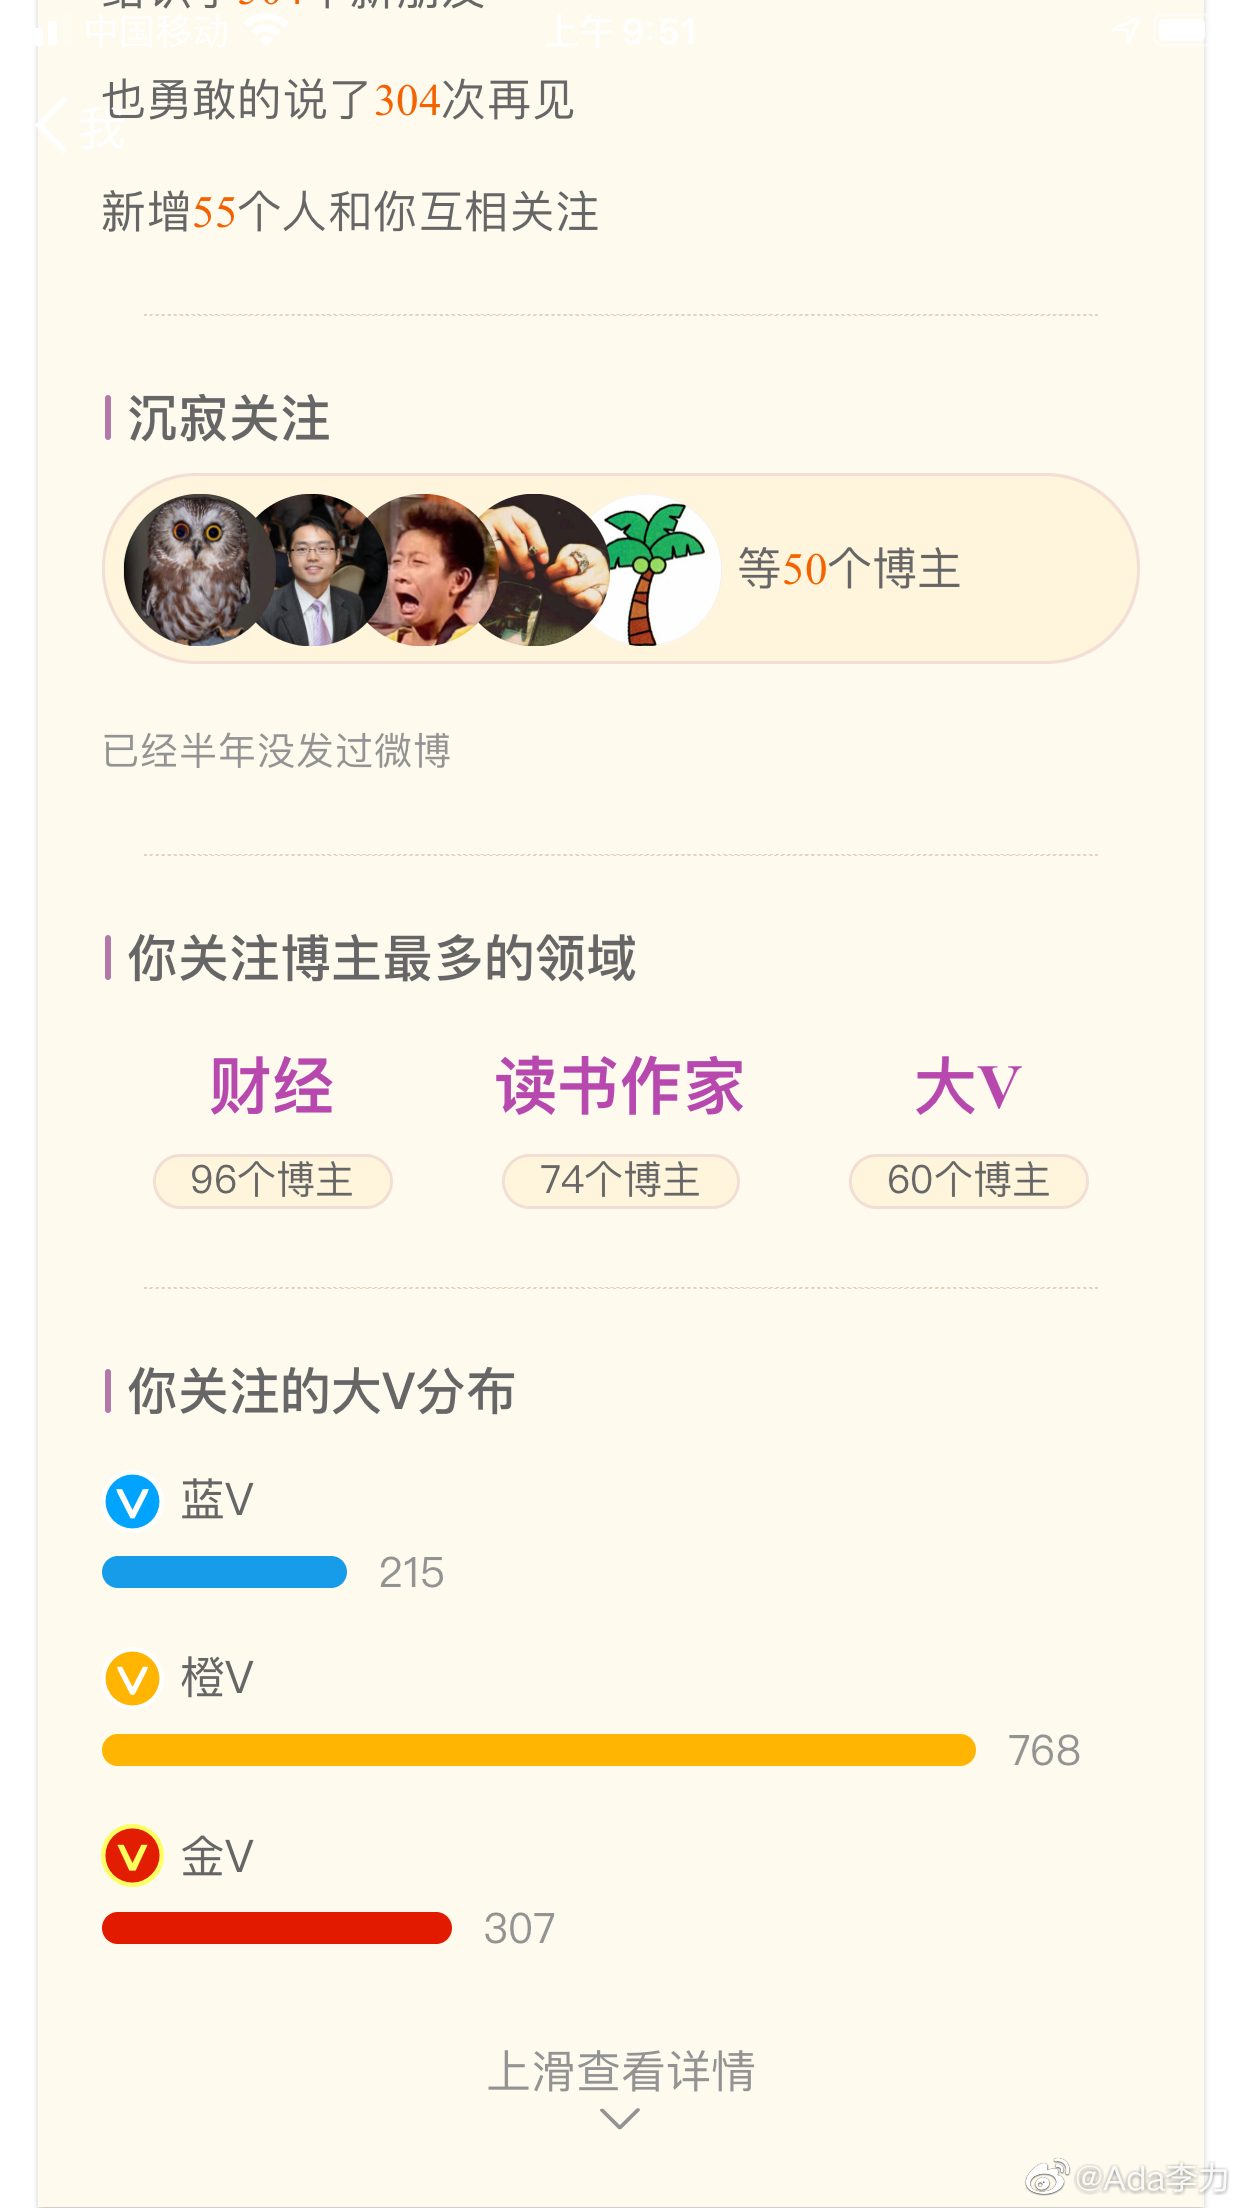 中国移动 上午9:51
我
也勇敢的说了304次再见
新增55个人和你互相关注
沉寂关注
等50个博主
已经半年没发过微博
你关注博主最多的领域
财经 读书作家 大V
96个博主 74个博主 60个博主
你关注的大V分布
蓝V
215
橙V
768
金V
307
上滑查看详情
@Ada李力